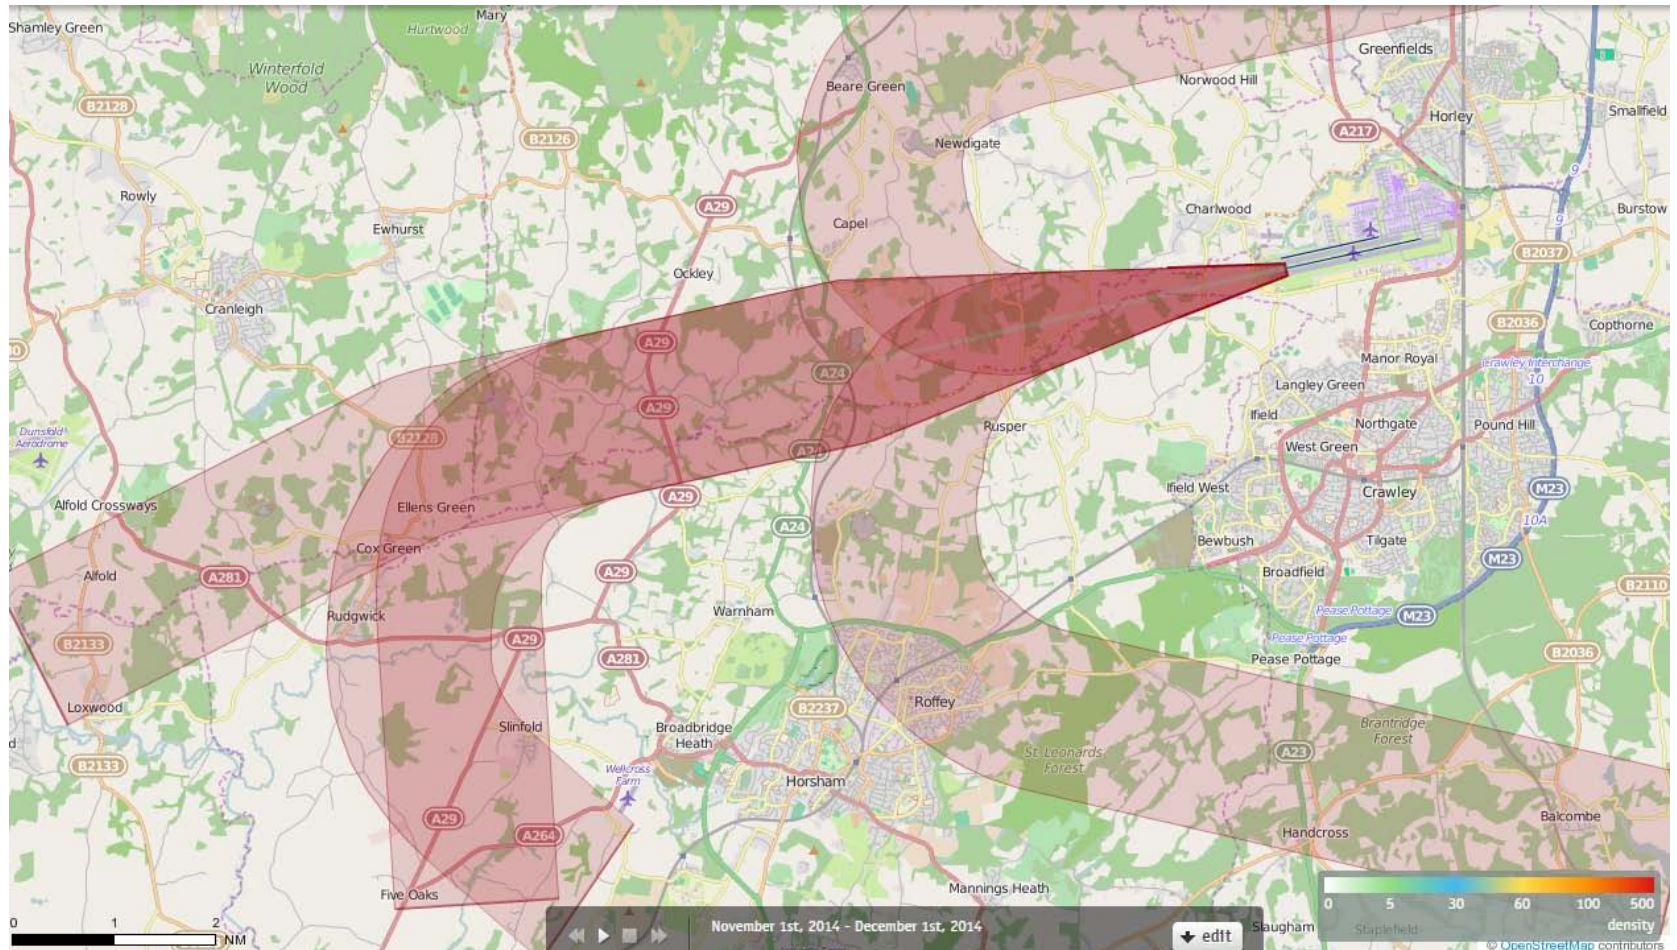 Shamley Green
Mary
Hurtwood
Greenfields
Winterfold
Wood
Beare Green
Norwood Hill
B2128
Smallfield
Horley
B2126
A217
Newdigate
9
Rowly
A29
Charlwood
Burstow
9
Ewhurst
Capel
B2037
Ockley
Cranleigh
B2036
Copthorne
A29
Manor Royal
Crawley Interchange
A24
10
Langley Green
A29
Ifield
Northgate
Pound Hill
Dunsfold
Aerodrome
B2128
Rusper
West Green
A24
Ifield West
Crawley
M23
A29
Alfold Crossways
Ellens Green
A24
10A
Cox Green
Bewbush
Tilgate
M23
Alfold
A281
A29
Broadfield
B2110
Rudgwick
Warnham
Pease Pottage
M23
A29
Pease Pottage
B2133
A281
Pease Pottage
B2036
Loxwood
Roffey
B2237
Slinfold
Broadbridge
Heath
Brantridge
Forest
St. Leonards
Forest
A23
B2133
Wellcross
Farm
Horsham
A29
A264
Handcross
Balcombe
Five Oaks
Mannings Heath
0 5 30 60 100 500
density
0 1 2
NM
November 1st, 2014 - December 1st, 2014
edit
Slaugham
Staplefield
© OpenStreetMap contributors